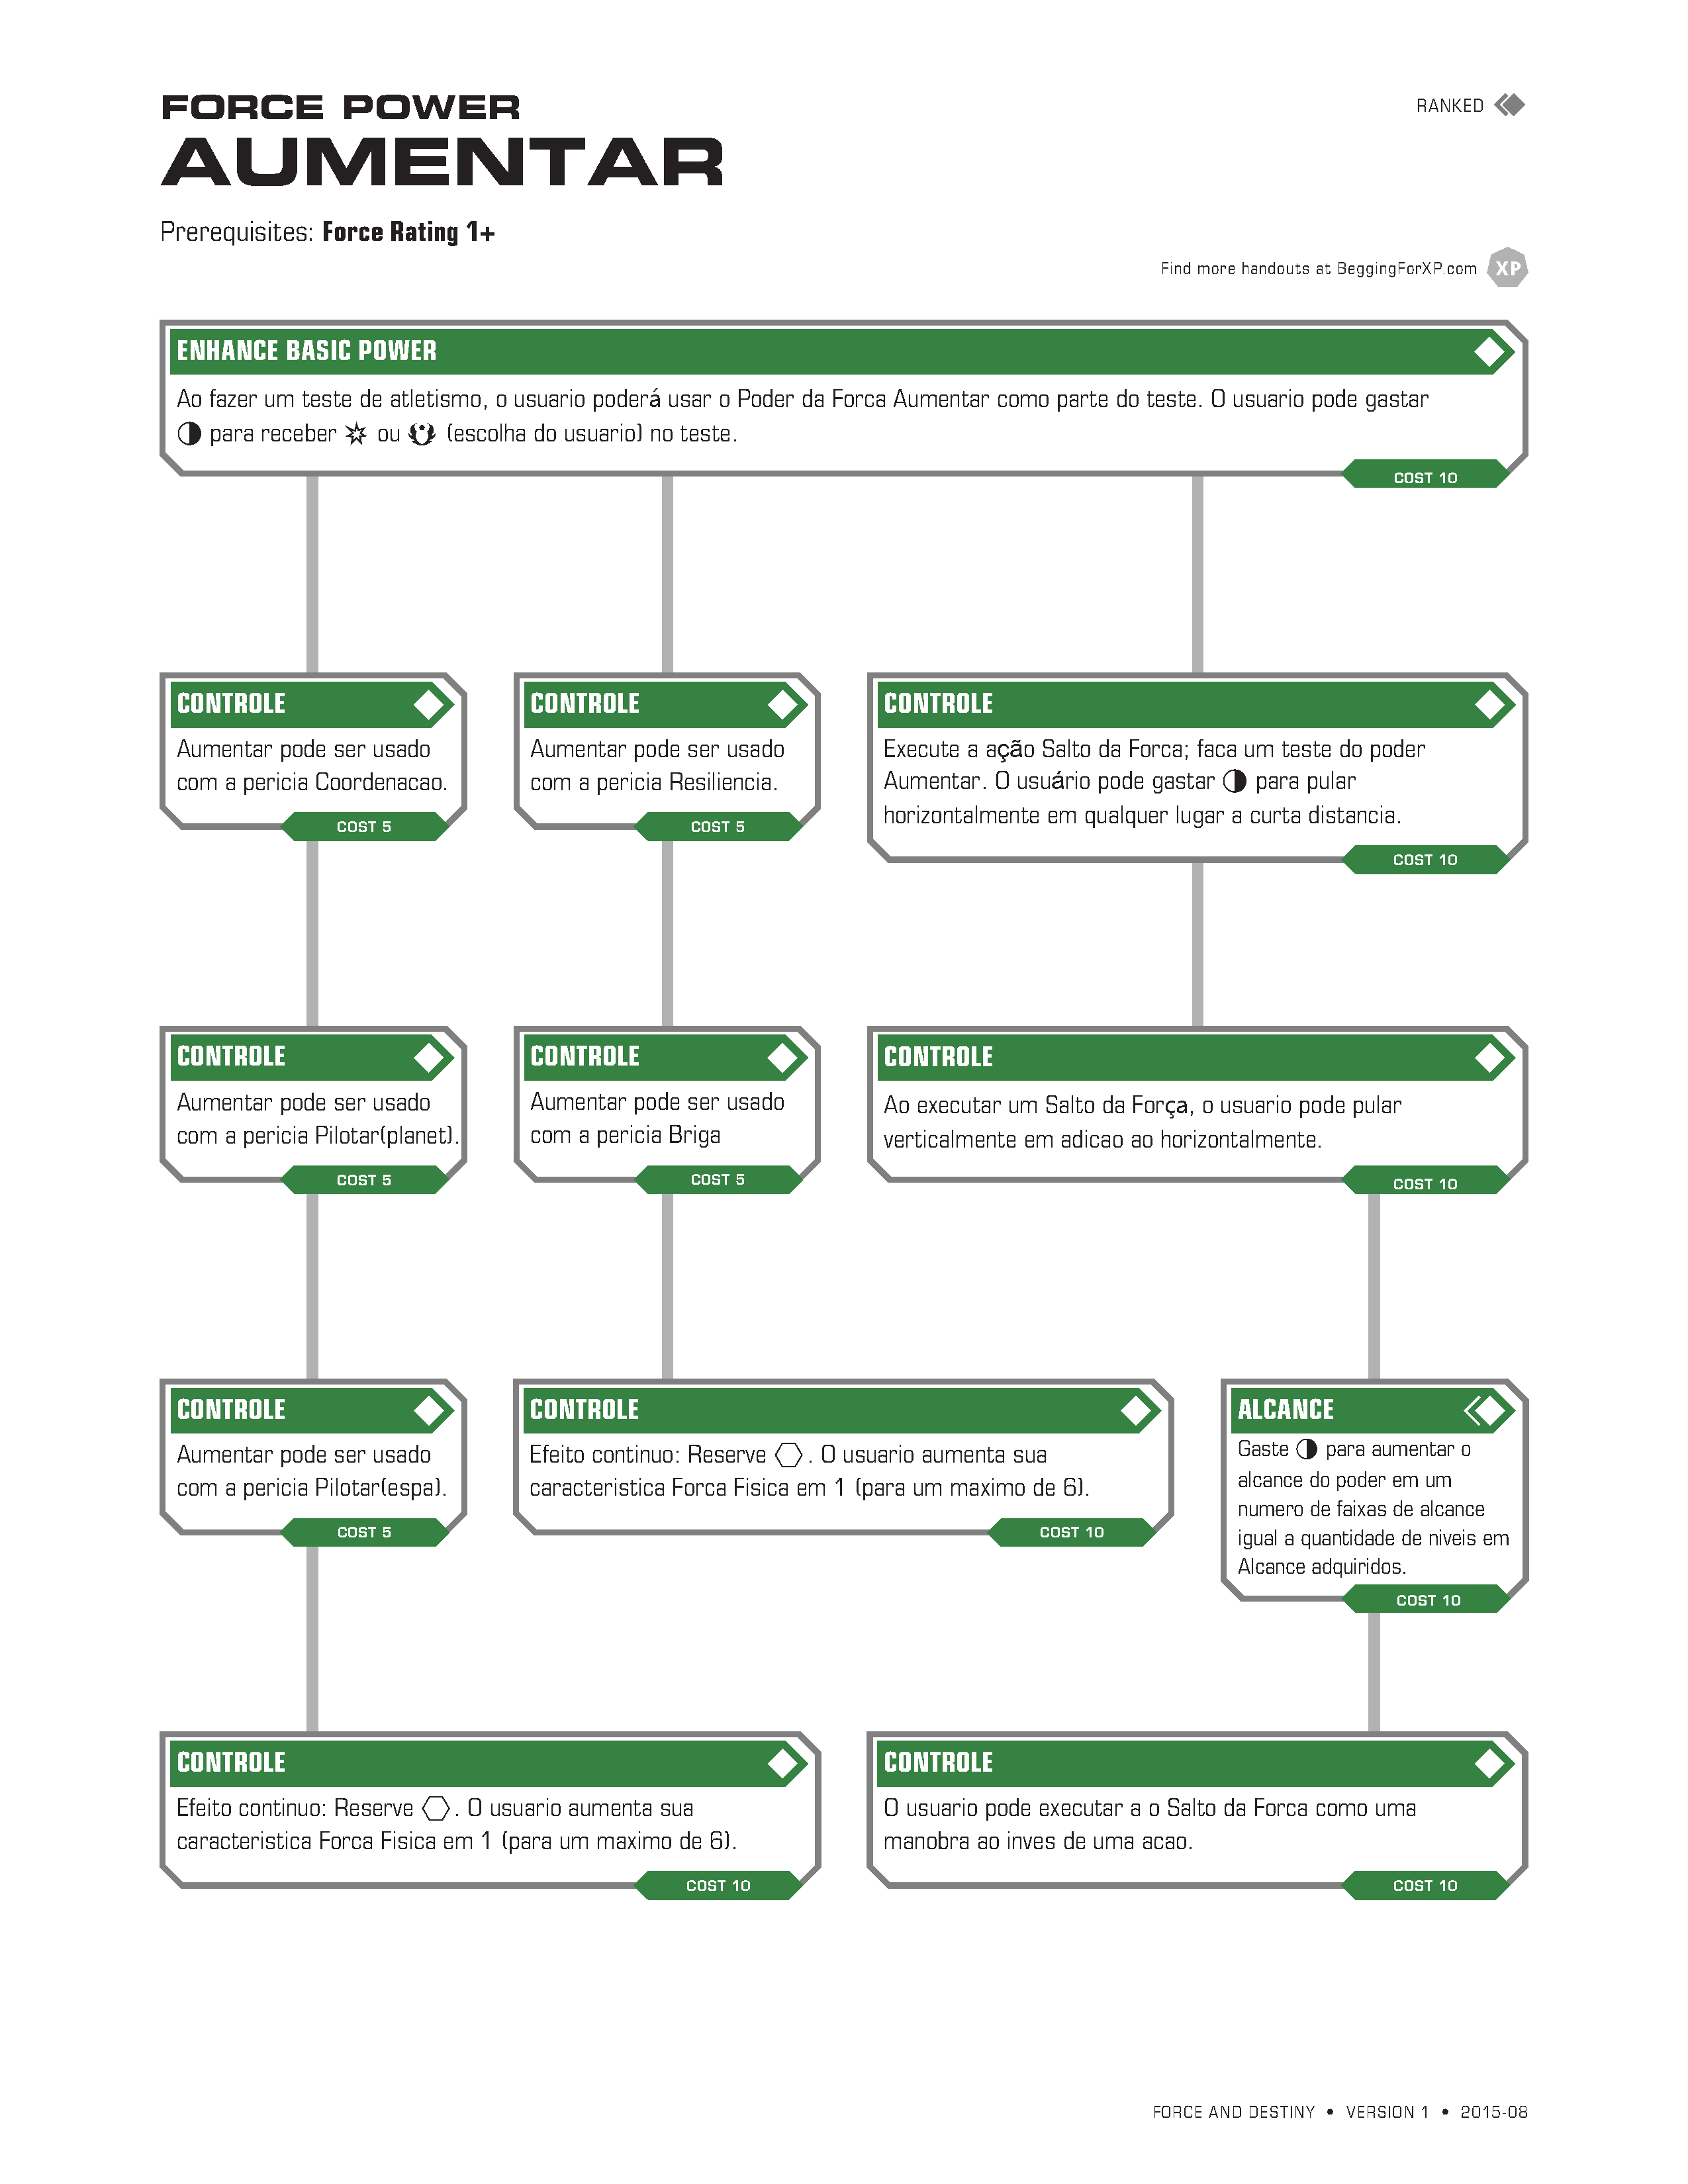 FORCE POWER
AUMENTAR
RANKED
Prerequisites: Force Rating 1+
Find more handouts at BeggingForXP.com XP
ENHANCE BASIC POWER
Ao fazer um teste de atletismo, o usuario poderá usar o Poder da Forca Aumentar como parte do teste. O usuario pode gastar
para receber ou (escolha do usuario) no teste.
COST 10
CONTROLE
Aumentar pode ser usado
com a pericia Coordenacao.
COST 5
CONTROLE
Aumentar pode ser usado
com a pericia Resiliencia.
COST 5
CONTROLE
Execute a ação Salto da Forca; faca um teste do poder
Aumentar. O usuário pode gastar para pular
horizontalmente em qualquer lugar a curta distancia.
COST 10
CONTROLE
Aumentar pode ser usado
com a pericia Pilotar(planet).
COST 5
CONTROLE
Aumentar pode ser usado
com a pericia Briga
COST 5
CONTROLE
Ao executar um Salto da Força, o usuario pode pular
verticalmente em adicao ao horizontalmente.
COST 10
CONTROLE
Aumentar pode ser usado
com a pericia Pilotar(espa).
COST 5
CONTROLE
Efeito continuo: Reserve . O usuario aumenta sua
caracteristica Forca Fisica em 1 (para um maximo de 6).
COST 10
ALCANCE
Gaste para aumentar o
alcance do poder em um
numero de faixas de alcance
igual a quantidade de niveis em
Alcance adquiridos.
COST 10
CONTROLE
Efeito continuo: Reserve . O usuario aumenta sua
caracteristica Forca Fisica em 1 (para um maximo de 6).
COST 10
CONTROLE
O usuario pode executar a o Salto da Forca como uma
manobra ao inves de uma acao.
COST 10
FORCE AND DESTINY • VERSION 1 • 2015-08